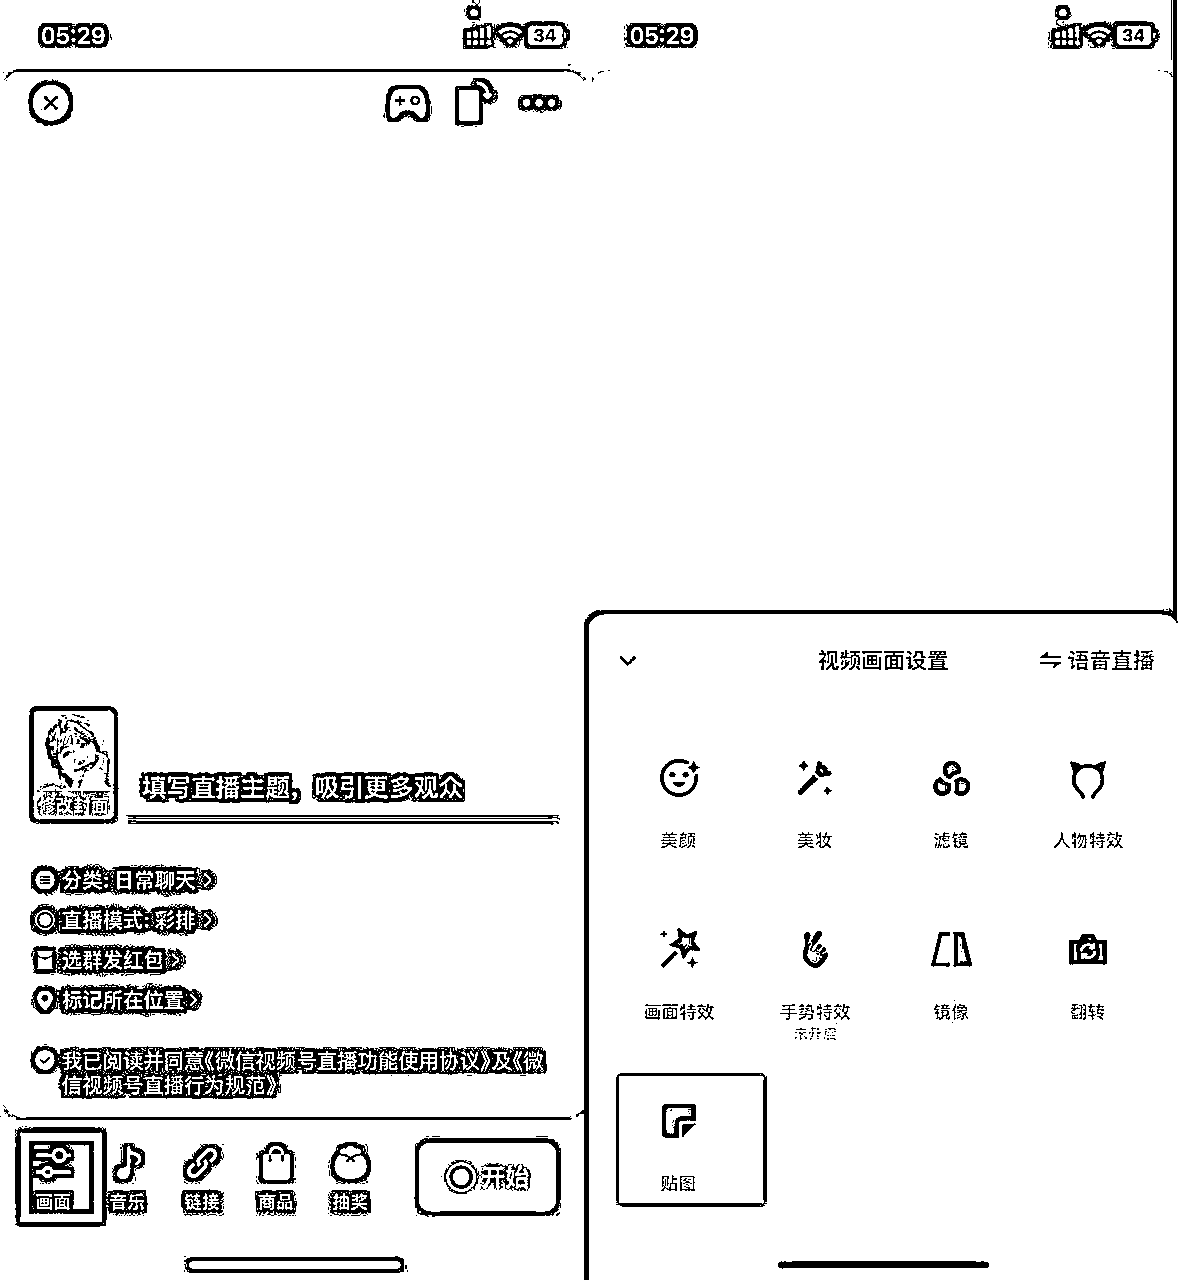 05:29
34
修改封面
填写直播主题，吸引更多观众
分类: 日常聊天
直播模式: 彩排
选群发红包
标记所在位置
我已阅读并同意《微信视频号直播功能使用协议》及《微
信视频号直播行为规范》
画面
音乐
链接
商品
抽奖
开始
05:29
34
视频画面设置
语音直播
美颜
美妆
滤镜
人物特效
画面特效
手势特效
未开启
镜像
翻转
贴图